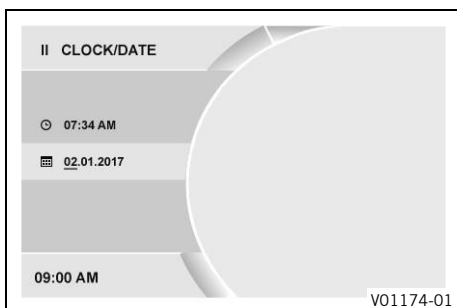 II CLOCK/DATE
07:34 AM
02.01.2017
09:00 AM
V01174-01